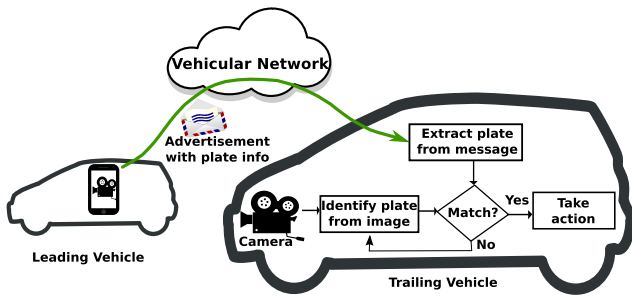 Vehicular Network
Advertisement
with plate info
Extract plate
from message
Identify plate
from image
Match?
Yes
Take
action
No
Camera
Leading Vehicle
Trailing Vehicle